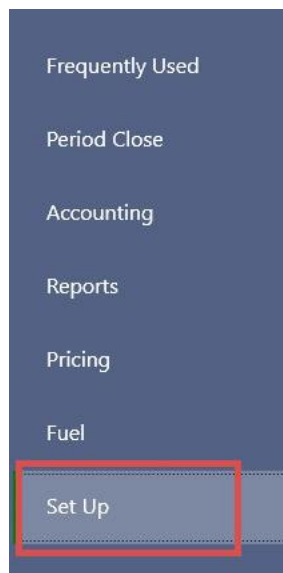 Frequently Used
Period Close
Accounting
Reports
Pricing
Fuel
Set Up